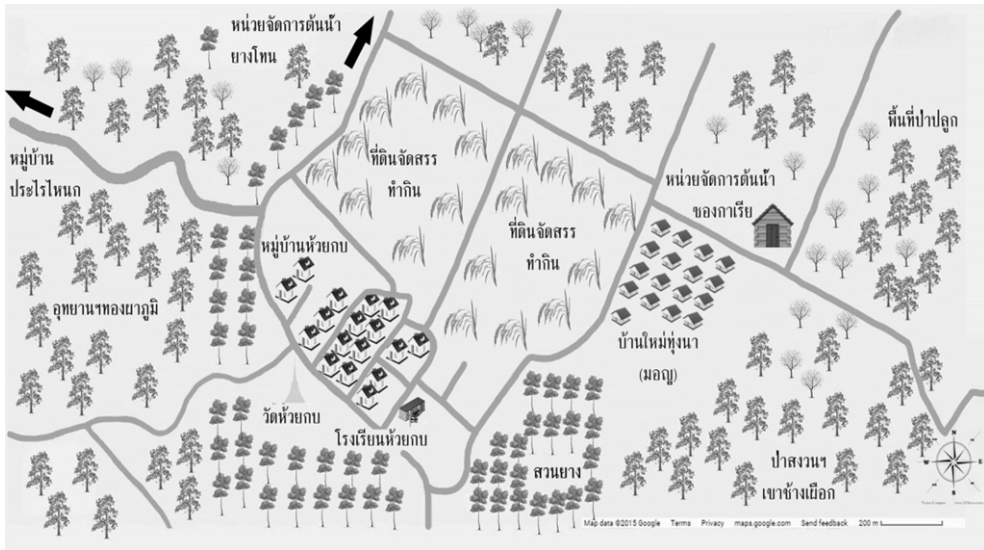 หน่วยจัดการต้นน้ำ
ยางโทน
หมู่บ้าน
ประไรโหนก
ที่ดินจัดสรร
ทำกิน
พื้นที่ป่าปลูก
หน่วยจัดการต้นน้ำ
ซองกาเรีย
ที่ดินจัดสรร
ทำกิน
หมู่บ้านห้วยกบ
อุทยานฯทองผาภูมิ
บ้านใหม่ทุ่งนา
(มอญ)
วัดห้วยกบ
โรงเรียนห้วยกบ
สวนยาง
ป่าสงวนฯ
เขาช้างเผือก
N
W
E
S
Map data ©2015 Google Terms Privacy maps.google.com Send feedback 200 m